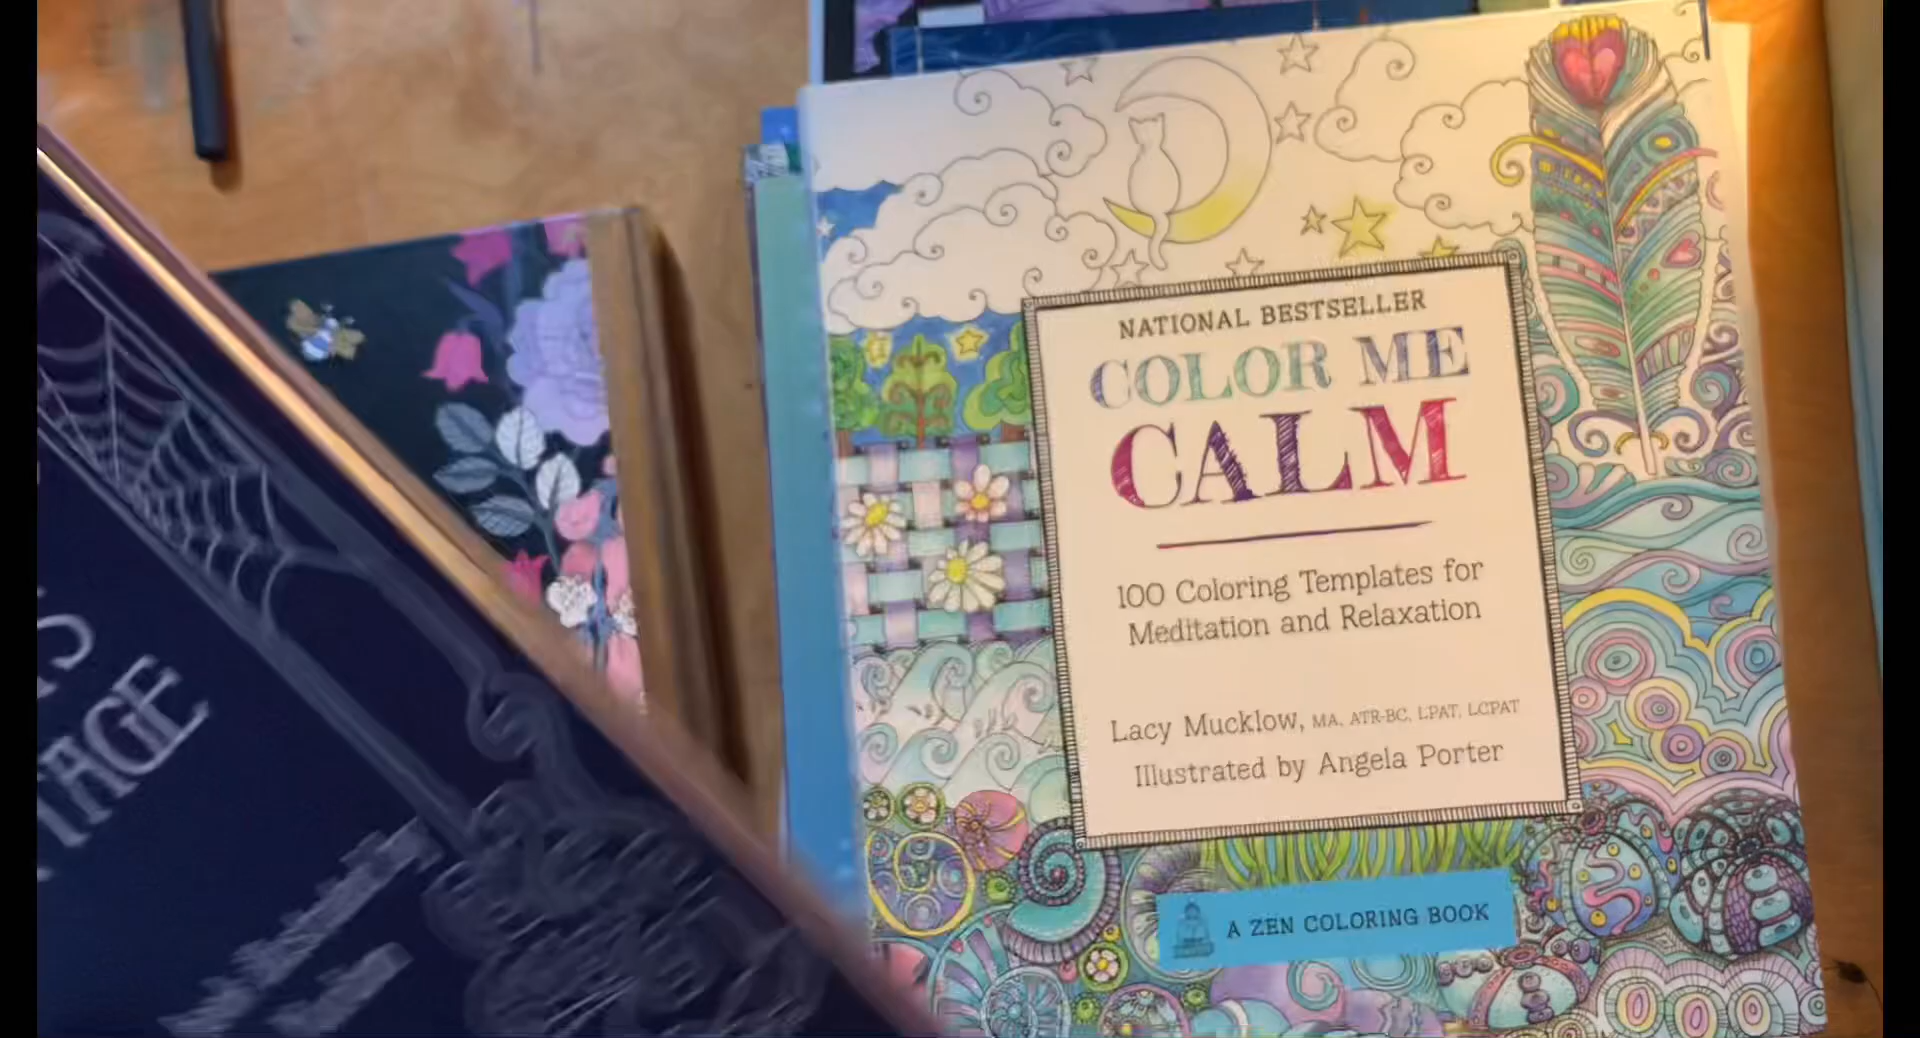 NATIONAL BESTSELLER
COLOR ME
CALM
100 Coloring Templates for
Meditation and Relaxation
Lacy Mucklow, MA, ATR-BC, LPAT, LCPAT
Illustrated by Angela Porter
A ZEN COLORING BOOK